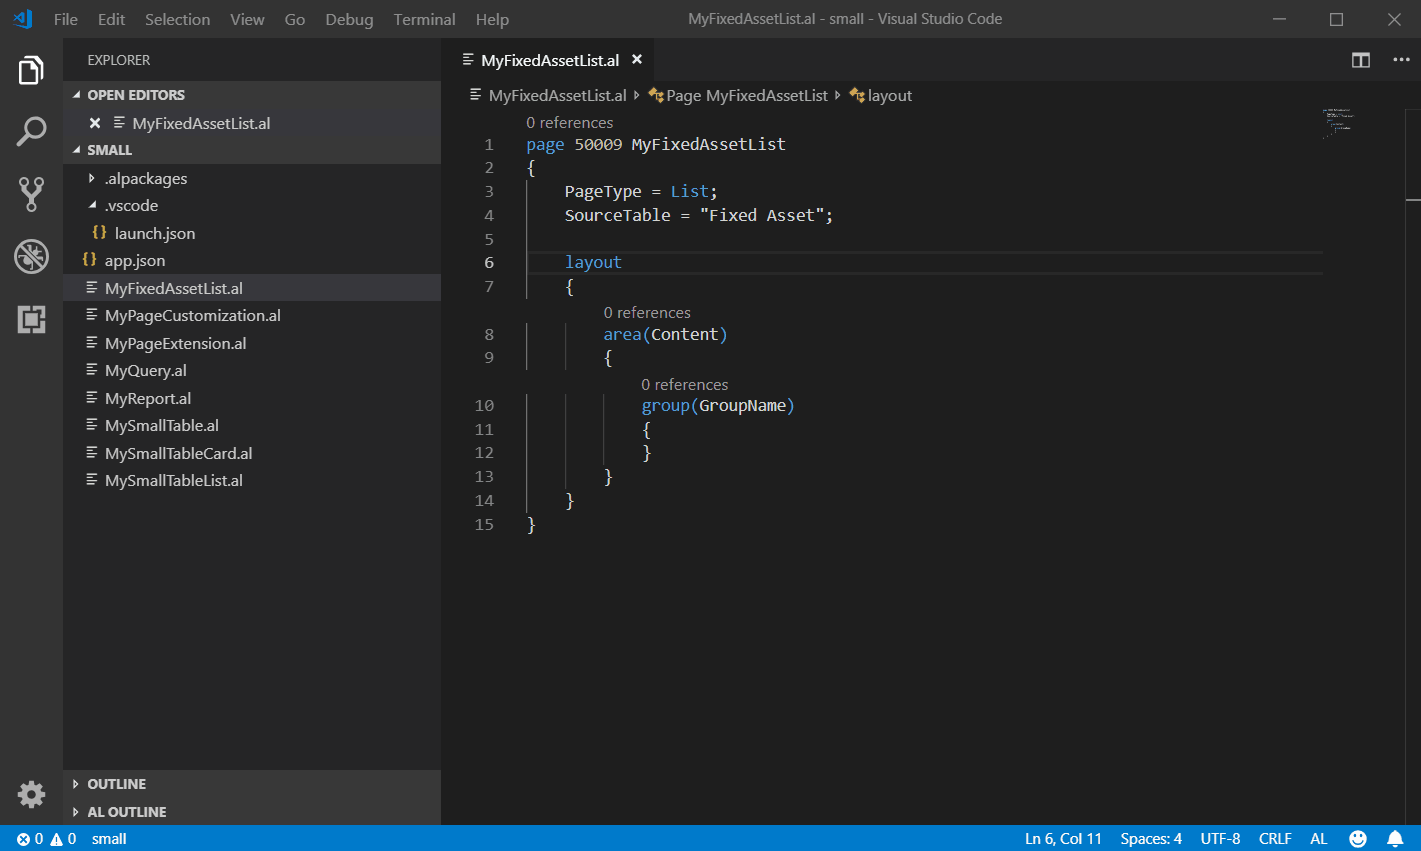 File Edit Selection View Go Debug Terminal Help
MyFixedAssetList.al - small - Visual Studio Code
EXPLORER
OPEN EDITORS
MyFixedAssetList.al
SMALL
.alpackages
.vscode
{} launch.json
{} app.json
MyFixedAssetList.al
MyPageCustomization.al
MyPageExtension.al
MyQuery.al
MyReport.al
MySmallTable.al
MySmallTableCard.al
MySmallTableList.al
OUTLINE
AL OUTLINE
MyFixedAssetList.al
MyFixedAssetList.al Page MyFixedAssetList layout
0 references
1 page 50009 MyFixedAssetList
2 {
3 PageType = List;
4 SourceTable = "Fixed Asset";
5
6 layout
7 {
0 references
8 area(Content)
9 {
0 references
10 group(GroupName)
11 {
12 }
13 }
14 }
15 }
0 0 small
Ln 6, Col 11 Spaces: 4 UTF-8 CRLF AL